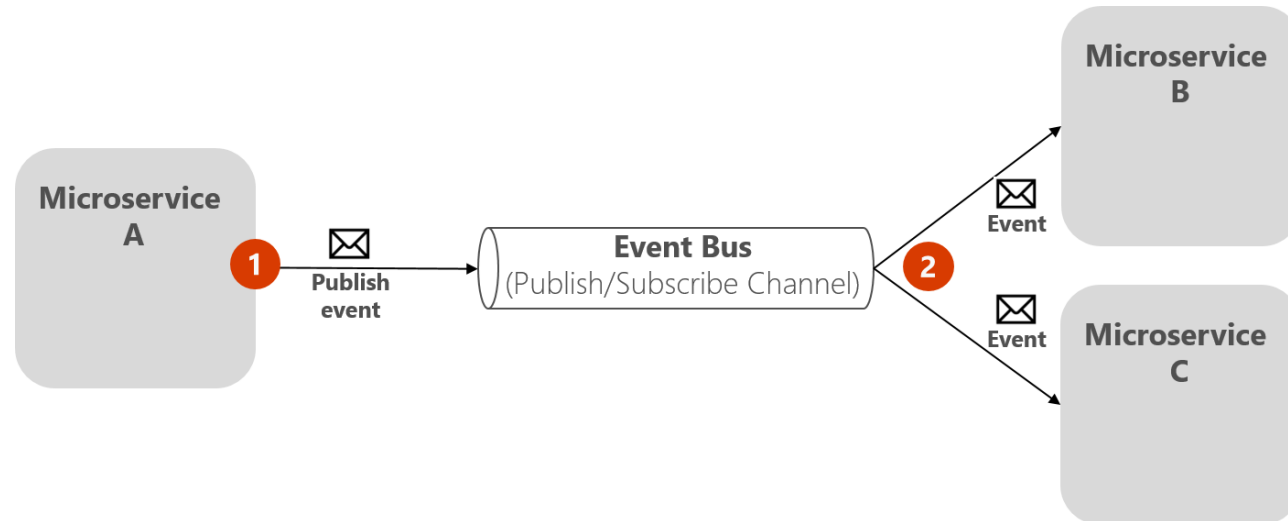 Microservice
A
1
Publish
event
Event Bus
(Publish/Subscribe Channel)
2
Event
Event
Microservice
B
Microservice
C